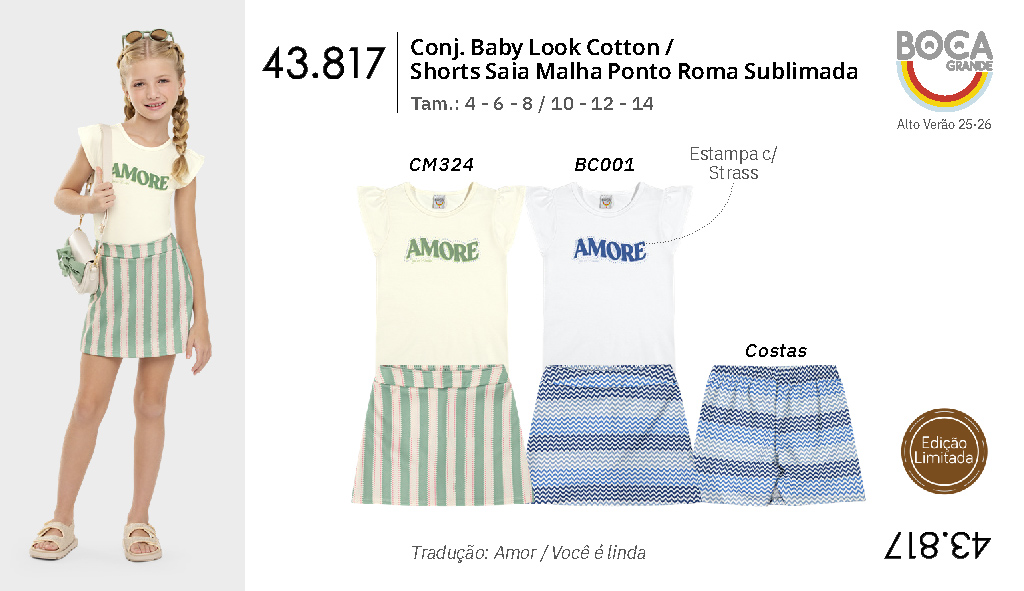 43.817
Conj. Baby Look Cotton /
Shorts Saia Malha Ponto Roma Sublimada
Tam.: 4 - 6 - 8 / 10 - 12 - 14
BOCA
GRANDE
Alto Verão 25-26
CM324
BC001
Estampa c/
Strass
AMORE
AMORE
AMORE
Costas
Edição
Limitada
Tradução: Amor / Você é linda
43.817